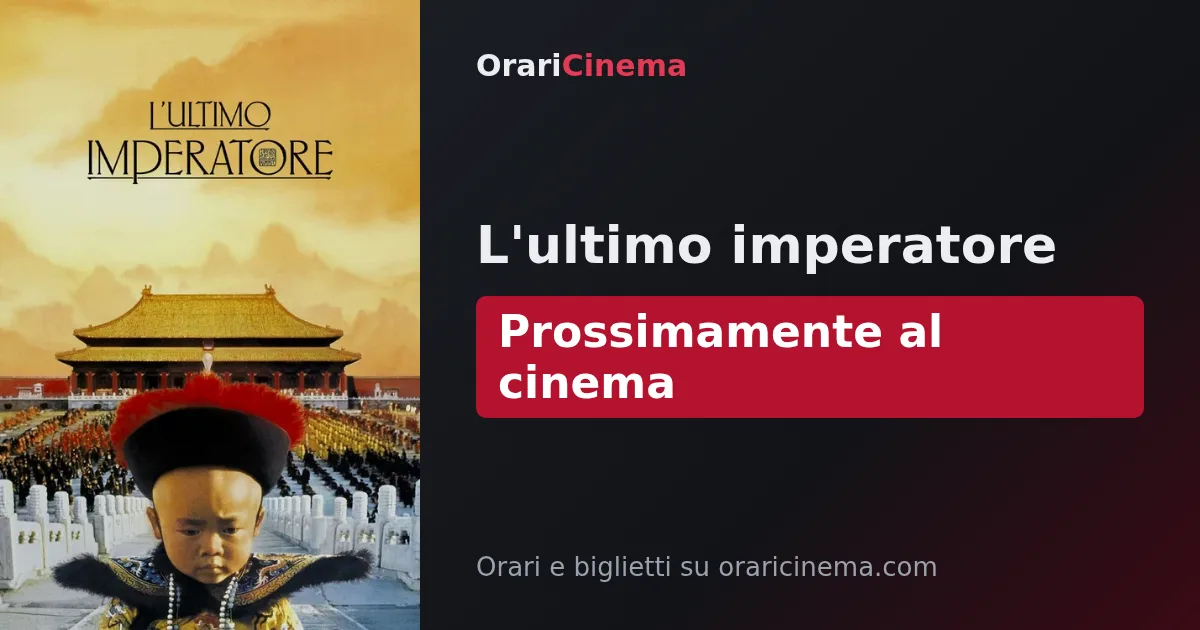 L'ULTIMO
IMPERATORE
OrariCinema
L'ultimo imperatore
Prossimamente al
cinema
Orari e biglietti su oraricinema.com